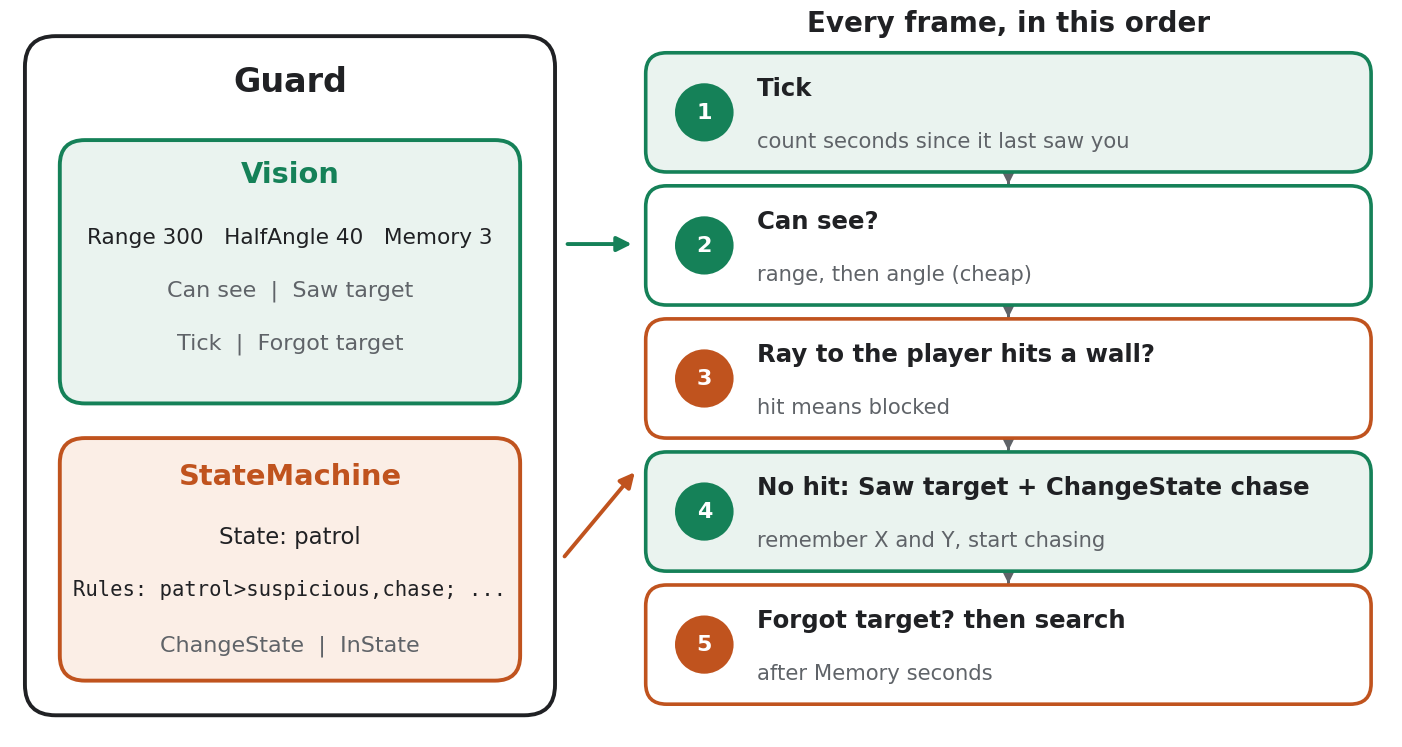 Guard
Vision
Range 300   HalfAngle 40   Memory 3
Can see  |  Saw target
Tick  |  Forgot target
StateMachine
State: patrol
Rules: patrol>suspicious,chase; ...
ChangeState  |  InState
Every frame, in this order
1
Tick
count seconds since it last saw you
2
Can see?
range, then angle (cheap)
3
Ray to the player hits a wall?
hit means blocked
4
No hit: Saw target + ChangeState chase
remember X and Y, start chasing
5
Forgot target? then search
after Memory seconds